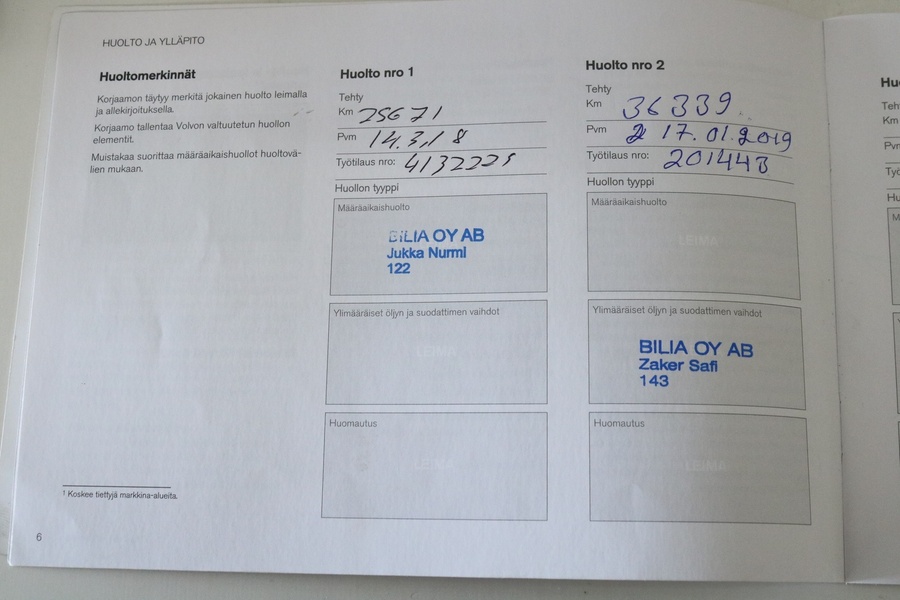 HUOLTO JA YLLÄPITO
Huoltomerkinnät
Korjaamon täytyy merkitä jokainen huolto leimalla
ja allekirjoituksella.
Korjaamo tallentaa Volvon valtuutetun huollon
elementit.
Muistakaa suorittaa määräaikaishuollot huoltovä-
lien mukaan.
1 Koskee tiettyjä markkina-alueita.
6
Huolto nro 1
Tehty
Km 25671
Pvm 14.3.18
Työtilaus nro: 4132225
Huollon tyyppi
Määräaikaishuolto
BILIA OY AB
Jukka Nurmi
122
Ylimääräiset öljyn ja suodattimen vaihdot
LEIMA
Huomautus
LEIMA
Huolto nro 2
Tehty
Km 36339
Pvm 17.01.2019
Työtilaus nro: 201443
Huollon tyyppi
Määräaikaishuolto
LEIMA
Ylimääräiset öljyn ja suodattimen vaihdot
BILIA OY AB
Zaker Safi
143
Huomautus
LEIMA
Km